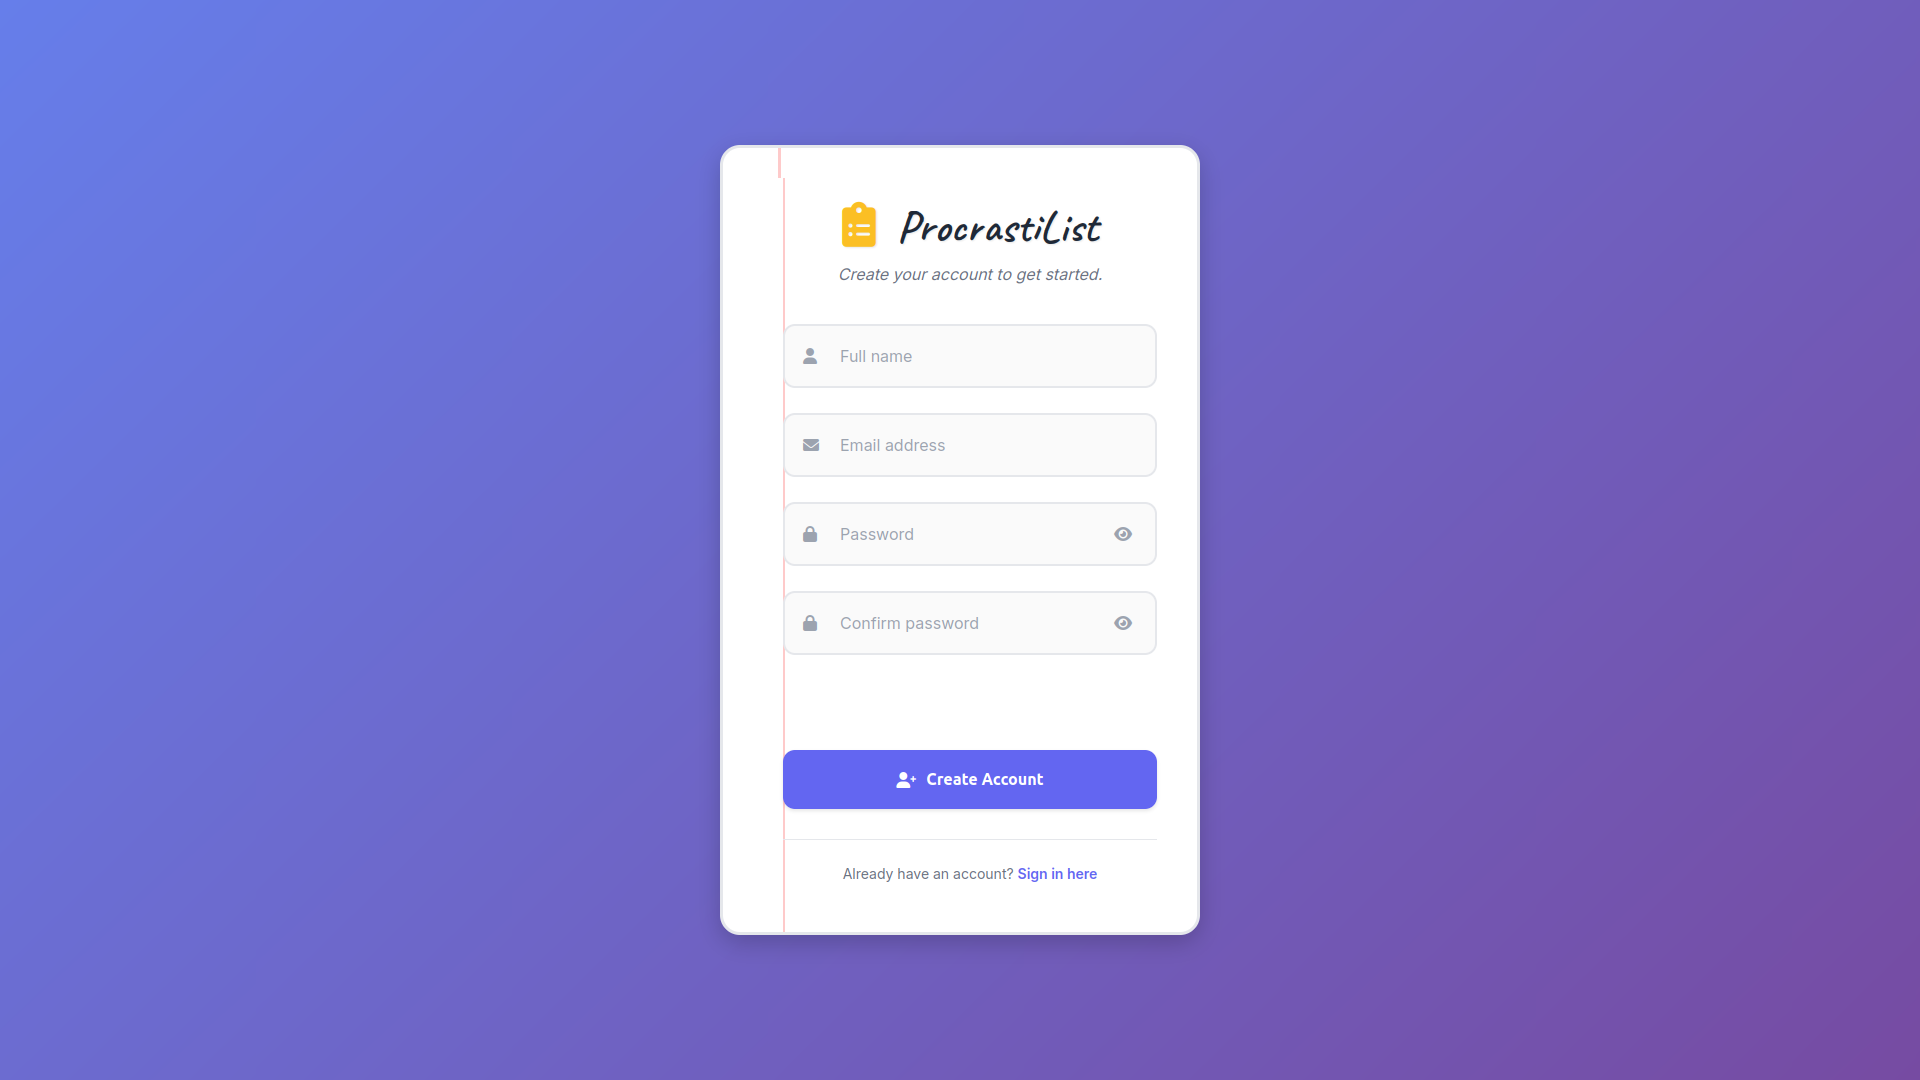 ProcrastiList
Create your account to get started.
Full name
Email address
Password
Confirm password
Create Account
Already have an account? Sign in here